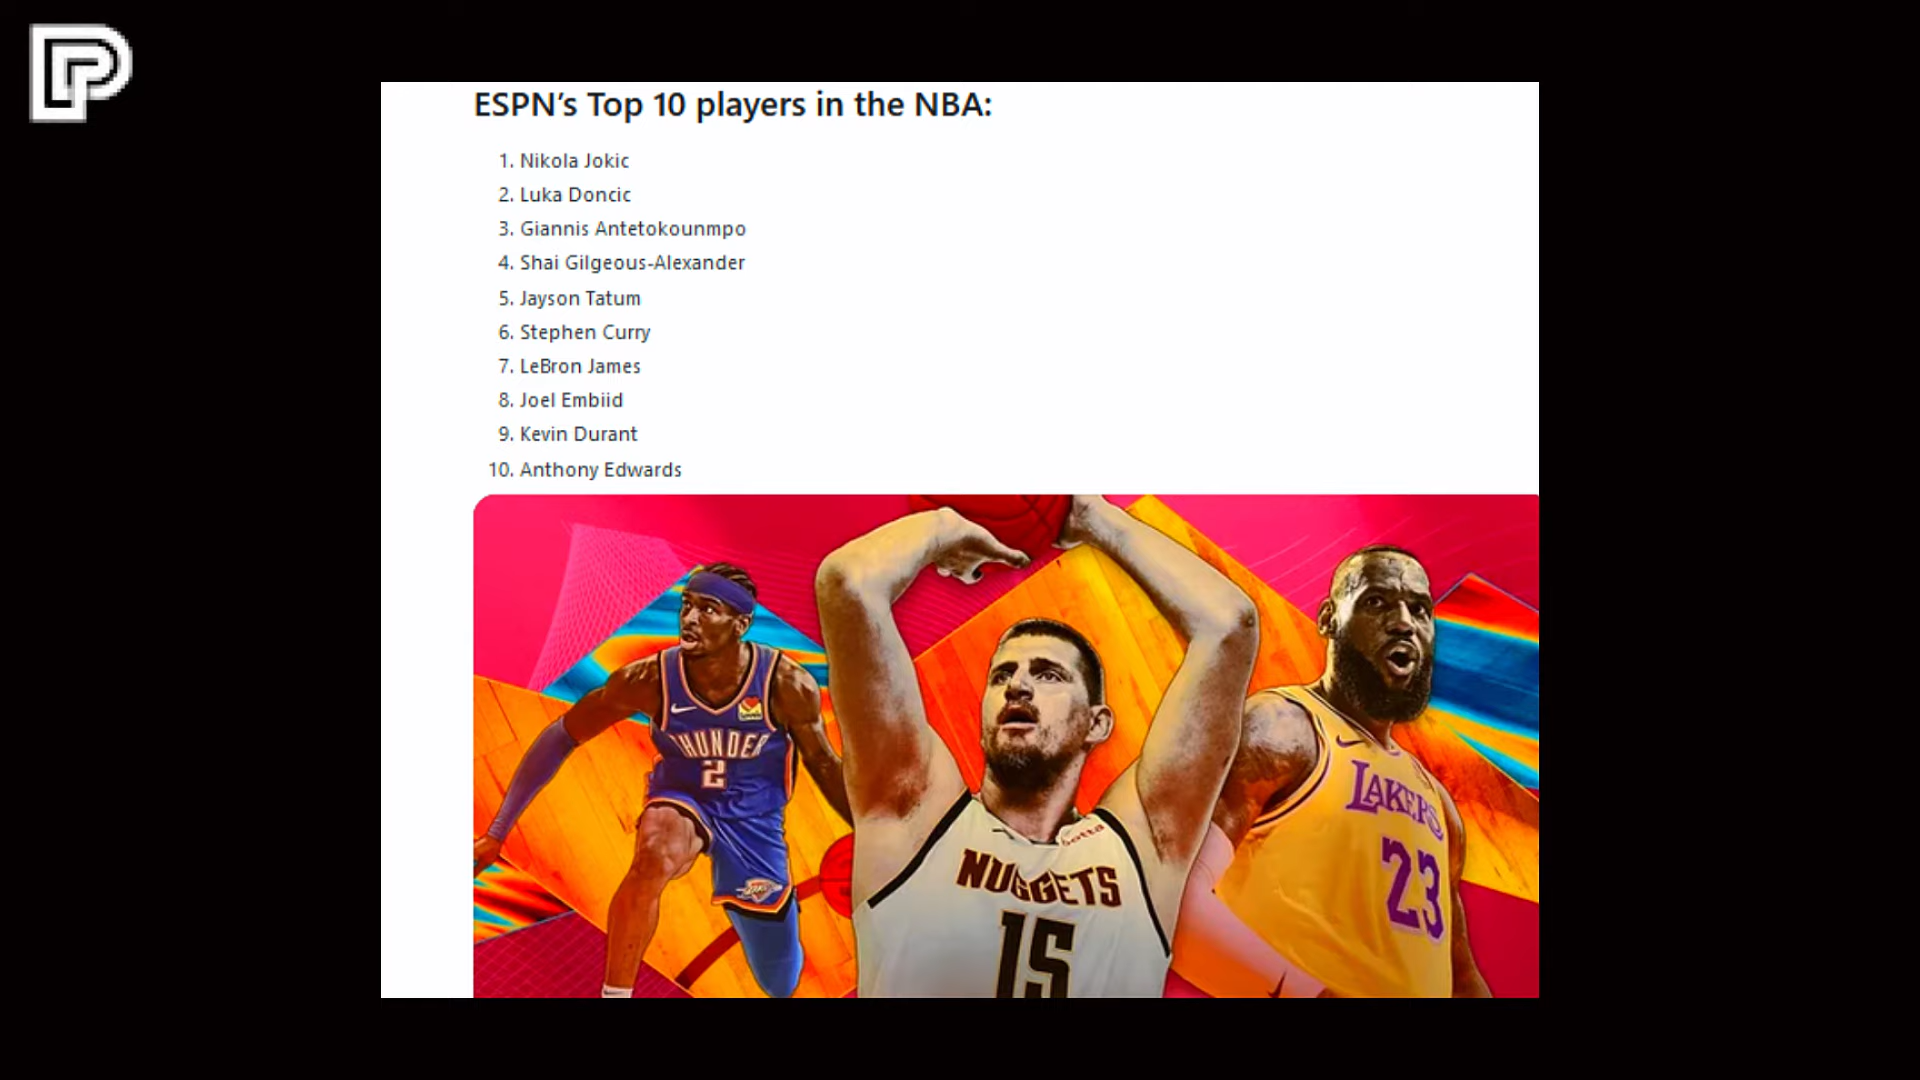 ESPN’s Top 10 players in the NBA:
1. Nikola Jokic
2. Luka Doncic
3. Giannis Antetokounmpo
4. Shai Gilgeous-Alexander
5. Jayson Tatum
6. Stephen Curry
7. LeBron James
8. Joel Embiid
9. Kevin Durant
10. Anthony Edwards
THUNDER
2
NUGGETS
15
LAKERS
23